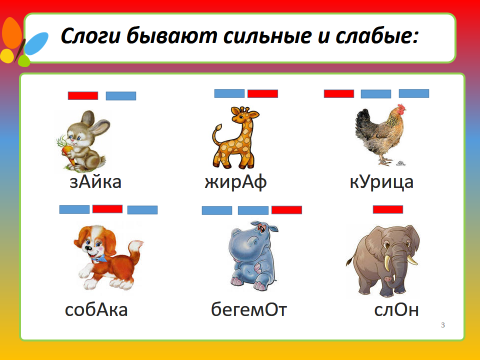 Слоги бывают сильные и слабые:
зАйка жирАф кУрица
собАка бегемОт слОн
3